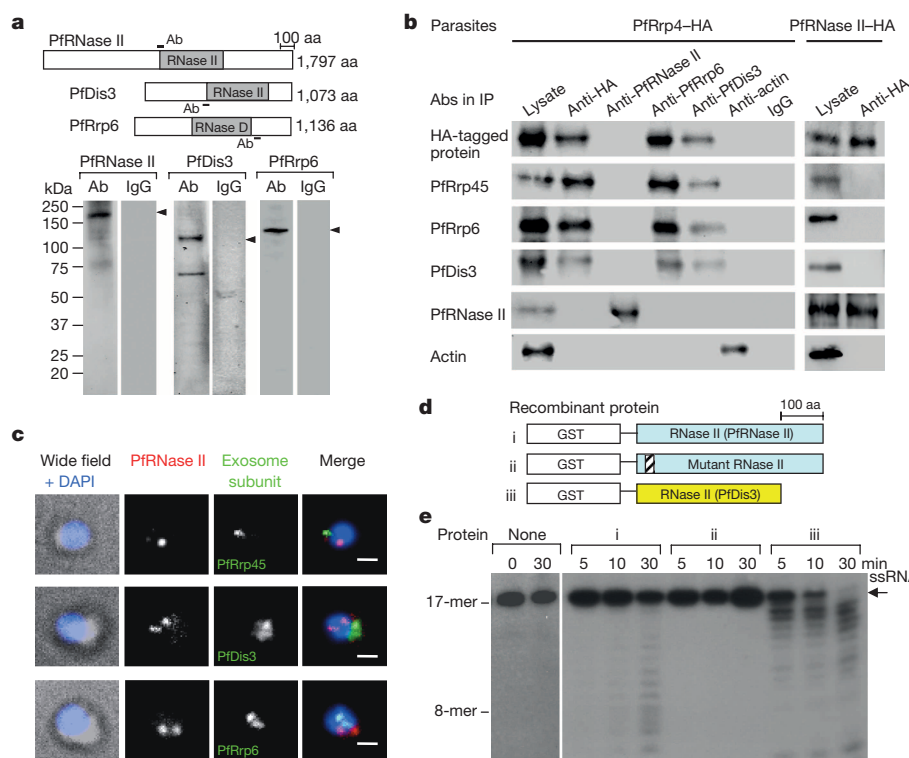 a
PfRNase II
Ab
100 aa
RNase II
1,797 aa
PfDis3
RNase II
1,073 aa
Ab
PfRrp6
RNase D
1,136 aa
Ab
PfRNase II PfDis3 PfRrp6
kDa Ab IgG Ab IgG Ab IgG
250
150
100
75
50
37
25
20
b
Parasites PfRrp4–HA PfRNase II–HA
Abs in IP Lysate Anti-HA Anti-PfRNase II Anti-PfRrp6 Anti-PfDis3 Anti-actin IgG Lysate Anti-HA
HA-tagged
protein
PfRrp45
PfRrp6
PfDis3
PfRNase II
Actin
c
Wide field PfRNase II Exosome Merge
+ DAPI subunit
PfRrp45
PfDis3
PfRrp6
d
Recombinant protein
100 aa
i GST RNase II (PfRNase II)
ii GST Mutant RNase II
iii GST RNase II (PfDis3)
e
Protein None i ii iii
0 30 5 10 30 5 10 30 5 10 30 min
17-mer
8-mer